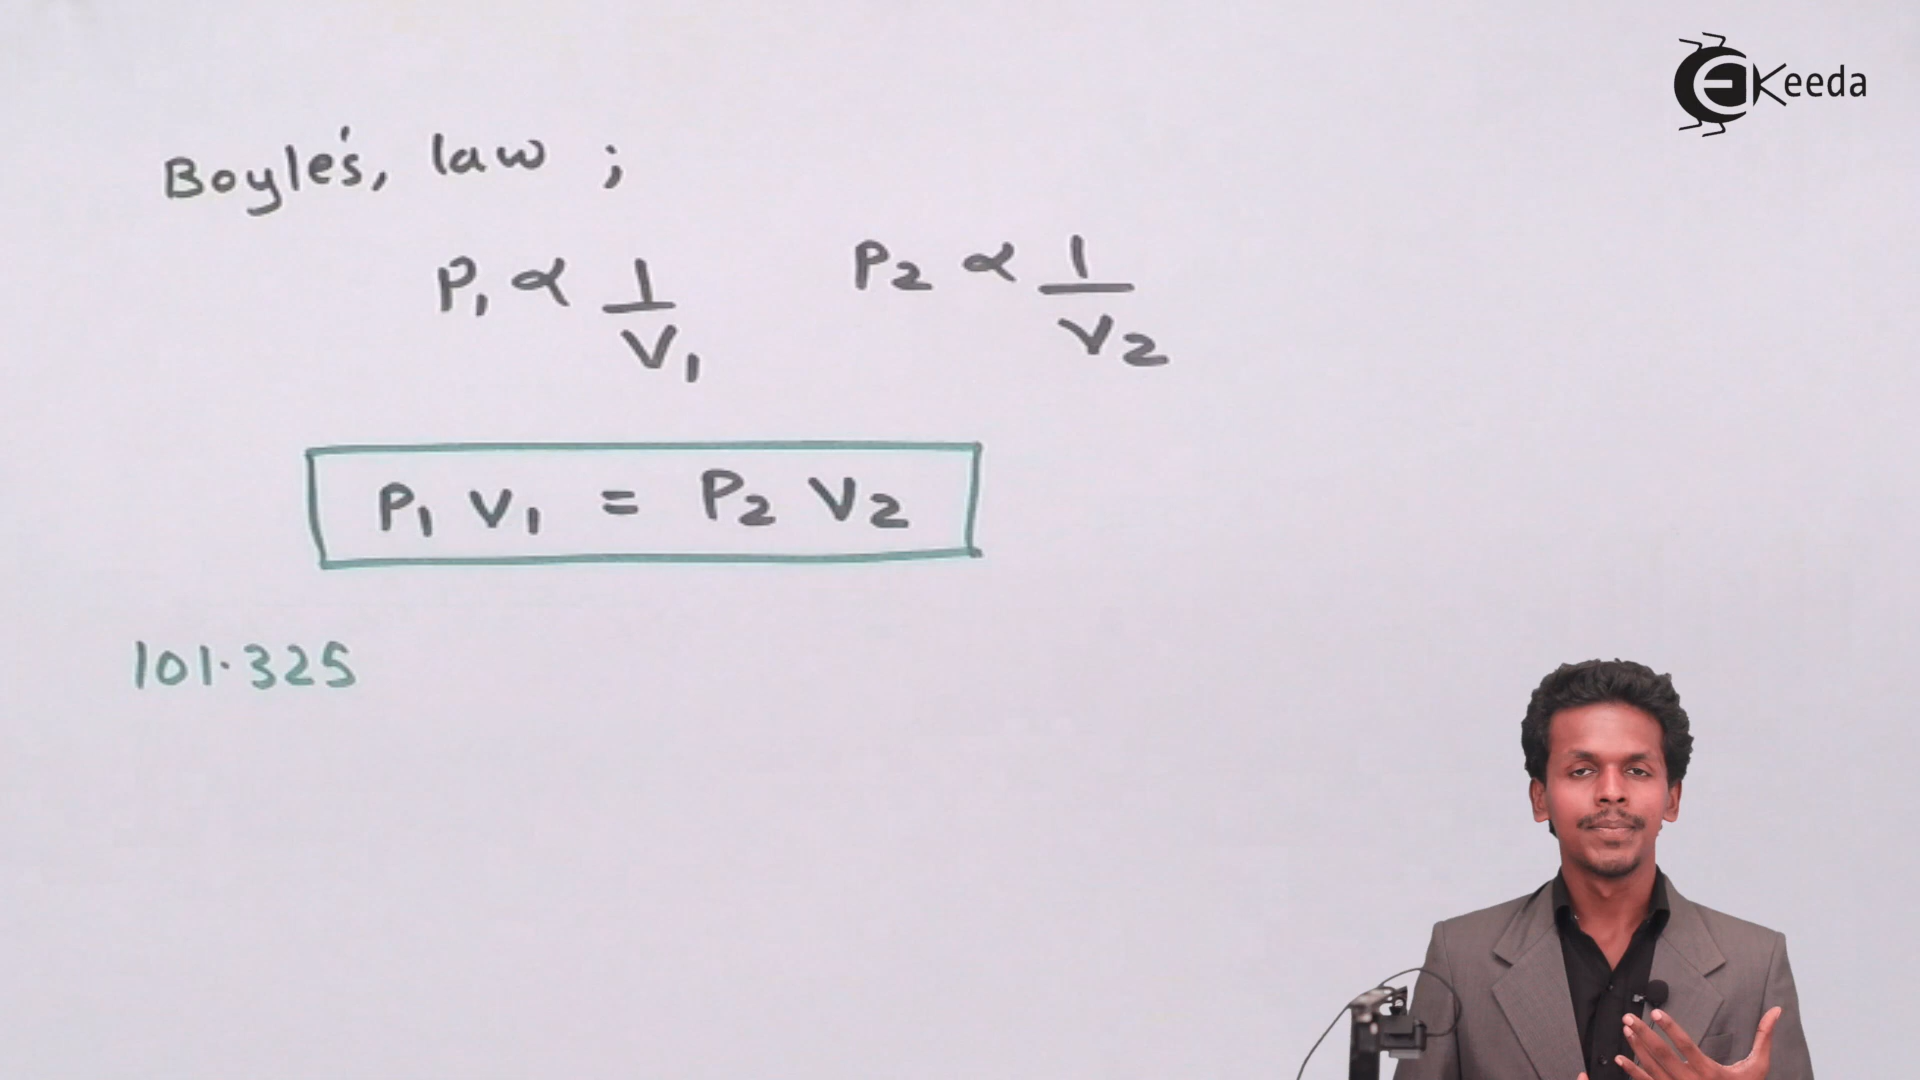 EKeeda
Boyle's, law ;
P₁ ∝ 1/V₁ P₂ ∝ 1/V₂
P₁ V₁ = P₂ V₂
101.325